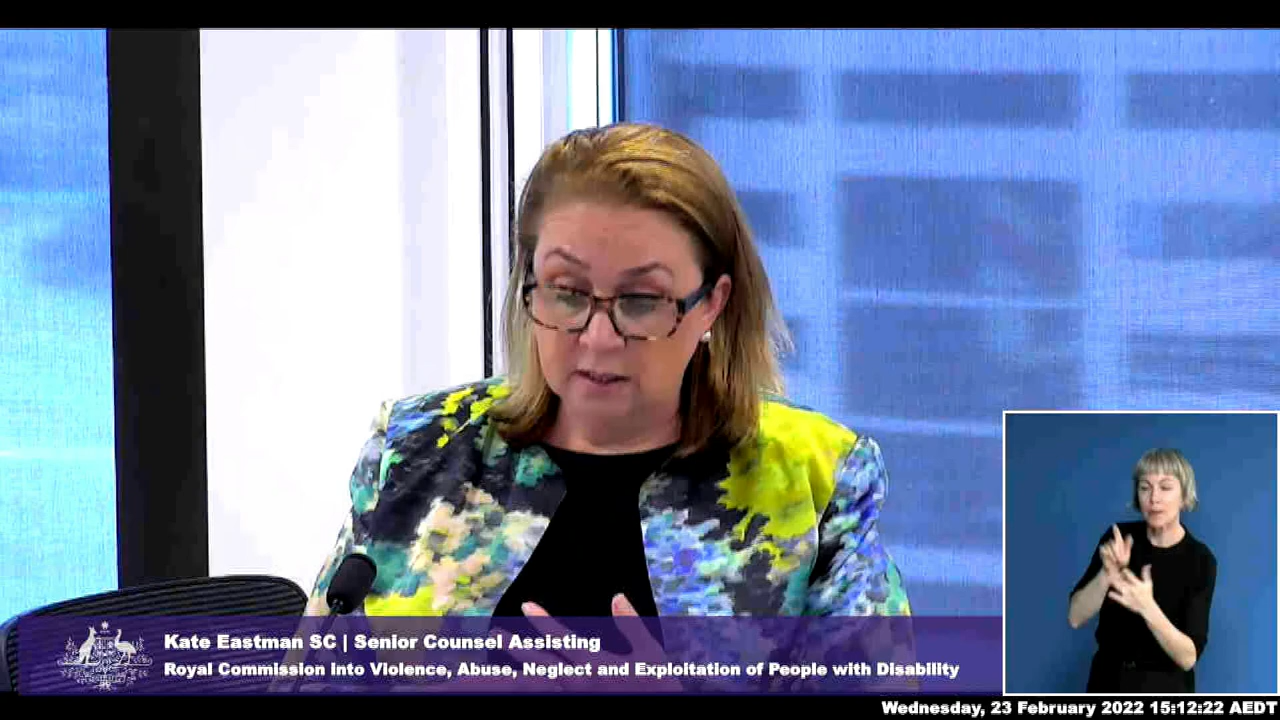 Kate Eastman SC | Senior Counsel Assisting
Royal Commission into Violence, Abuse, Neglect and Exploitation of People with Disability
Wednesday, 23 February 2022 15:12:22 AEDT